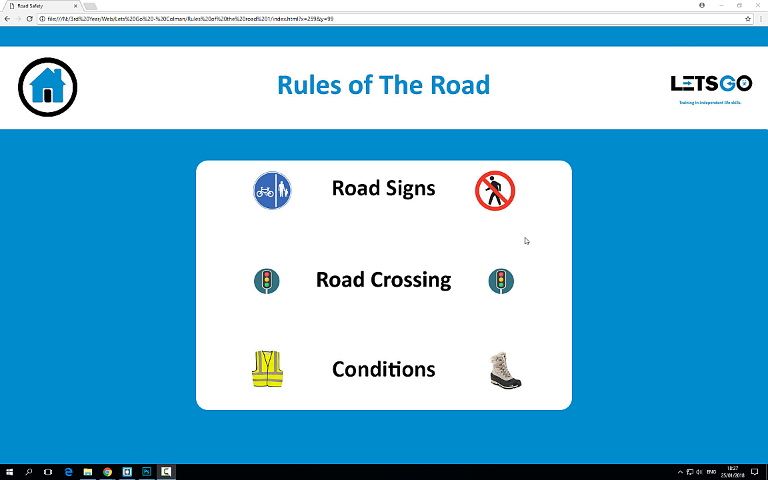 Road Safety
file:///N:/3rd%20Year/Web/Lets%20Go%20-%20Colman/Rules%20of%20the%20road%201/index.html?x=259&y=99
Rules of The Road
LETSGO
Training in independent life skills.
Road Signs
Road Crossing
Conditions
ENG
18:27
25/01/2018